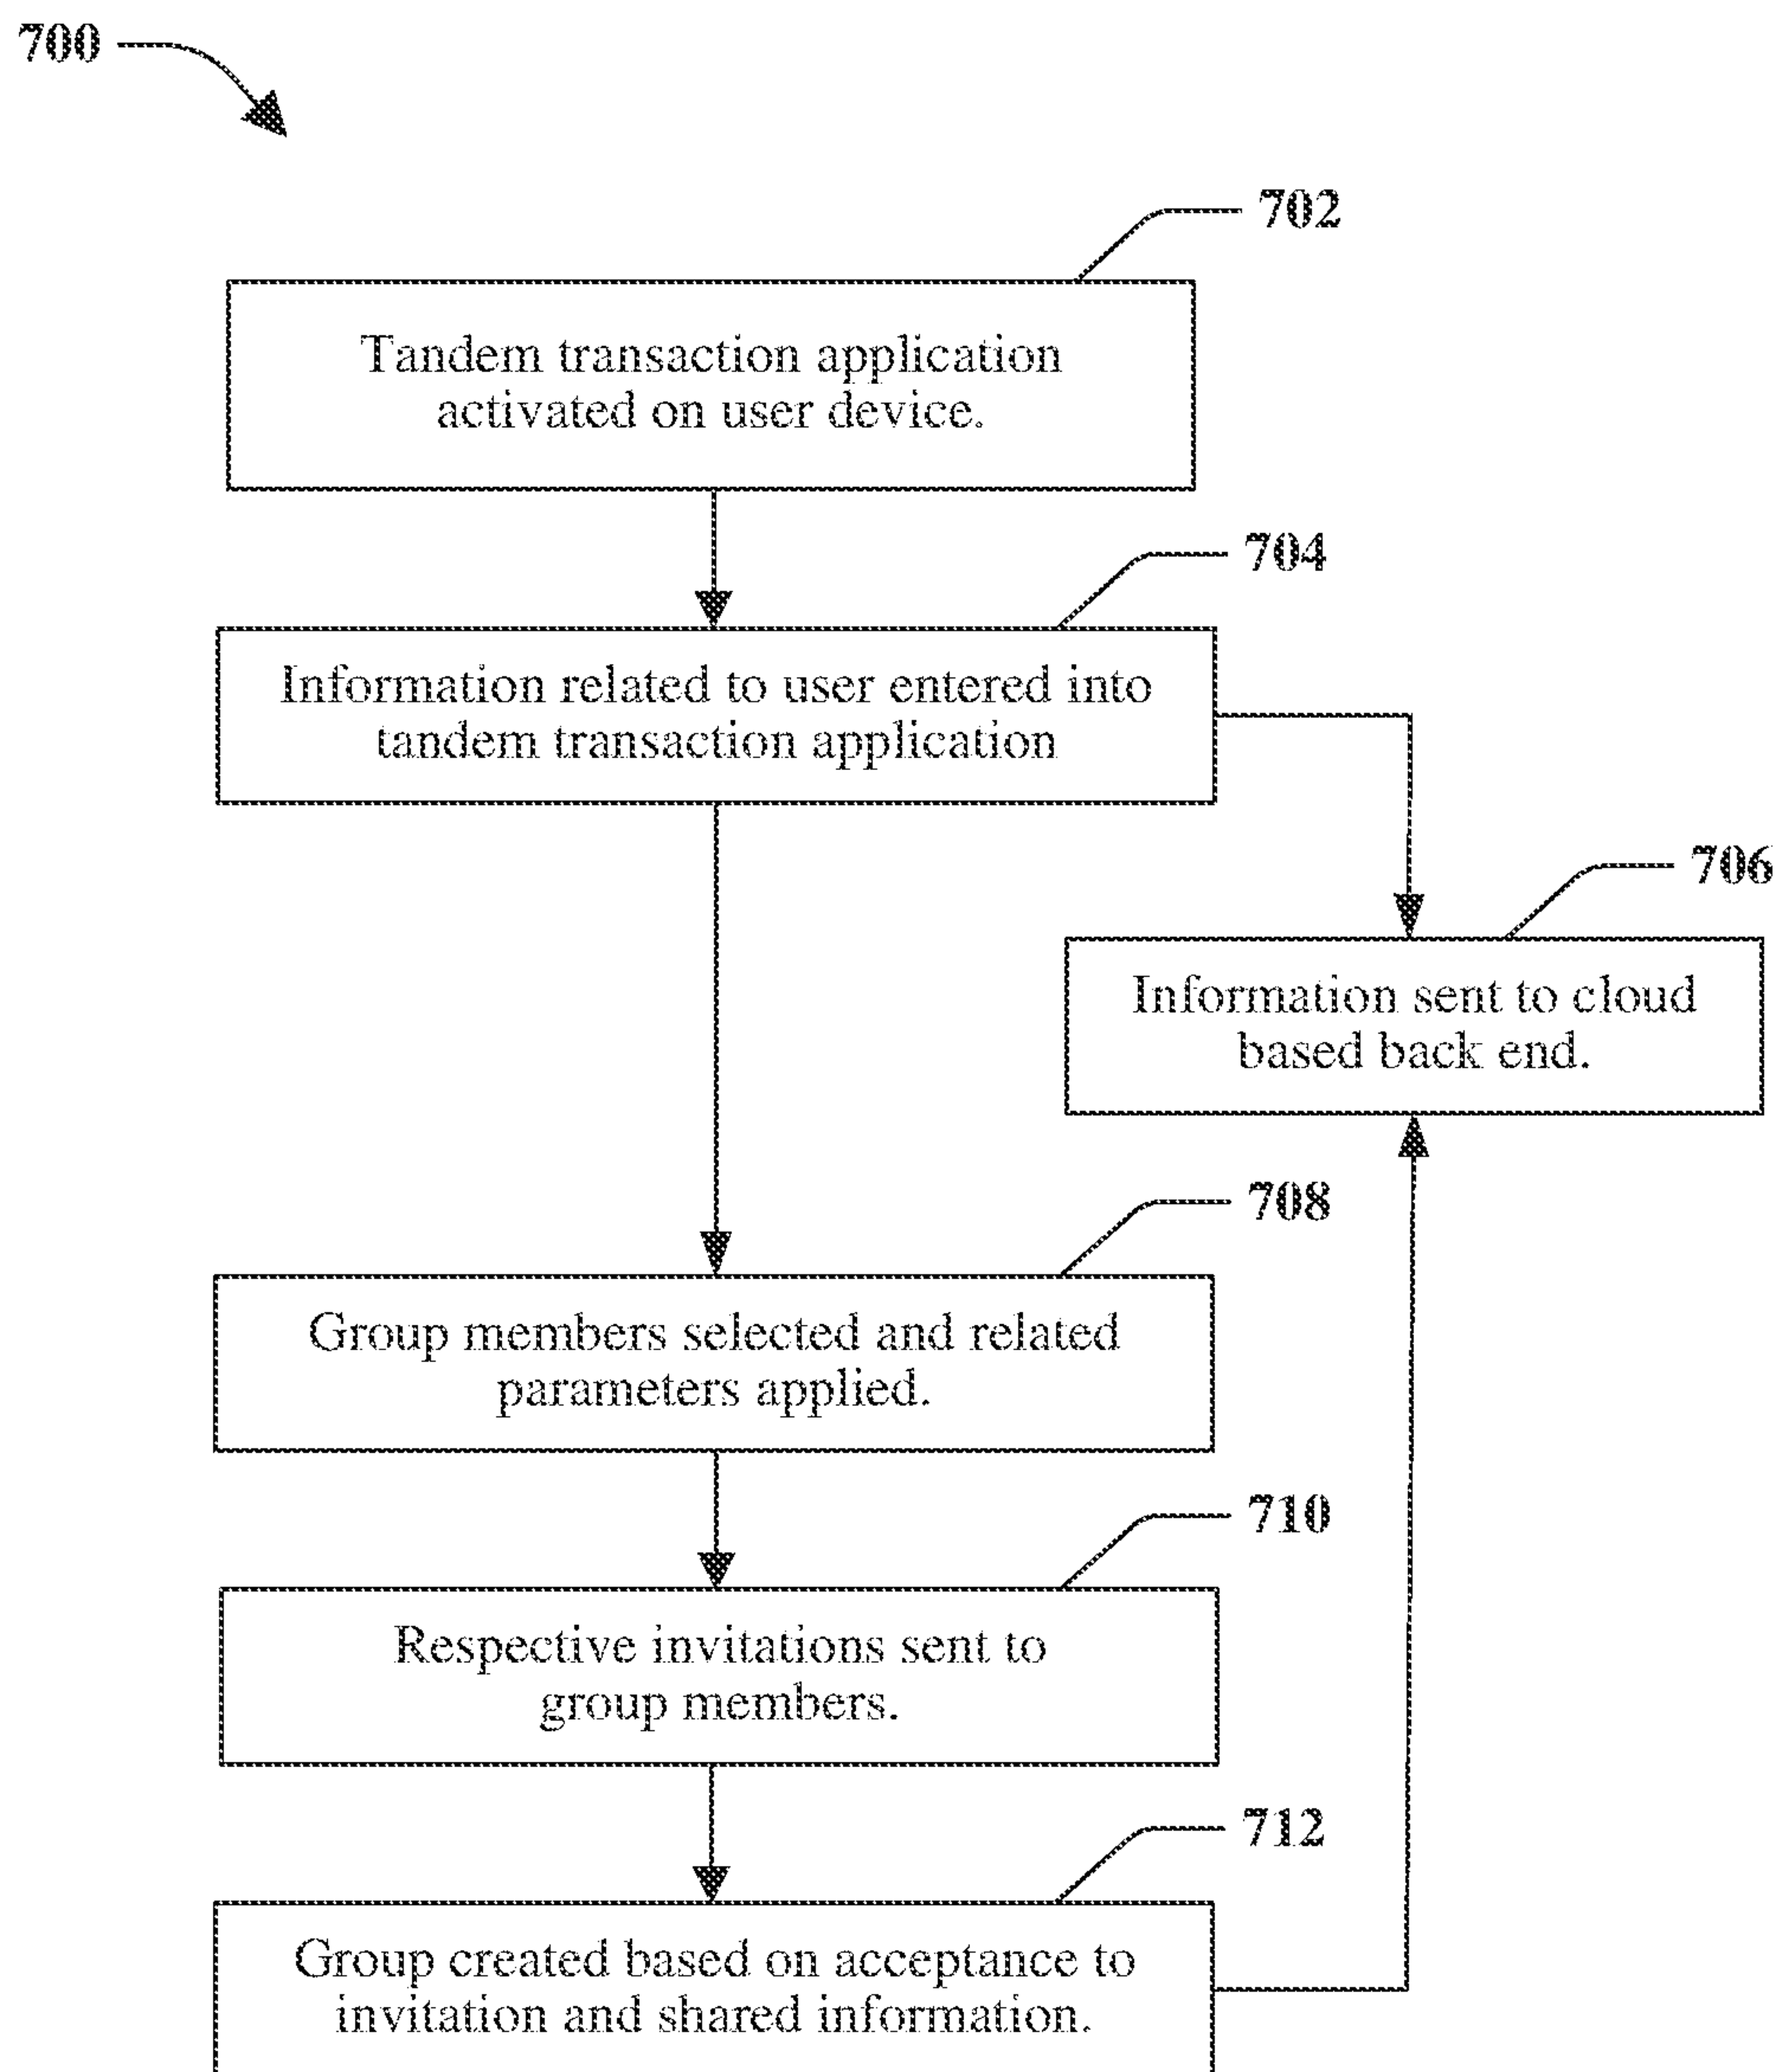 700
702
Tandem transaction application
activated on user device.
704
Information related to user entered into
tandem transaction application
706
Information sent to cloud
based back end.
708
Group members selected and related
parameters applied.
710
Respective invitations sent to
group members.
712
Group created based on acceptance to
invitation and shared information.